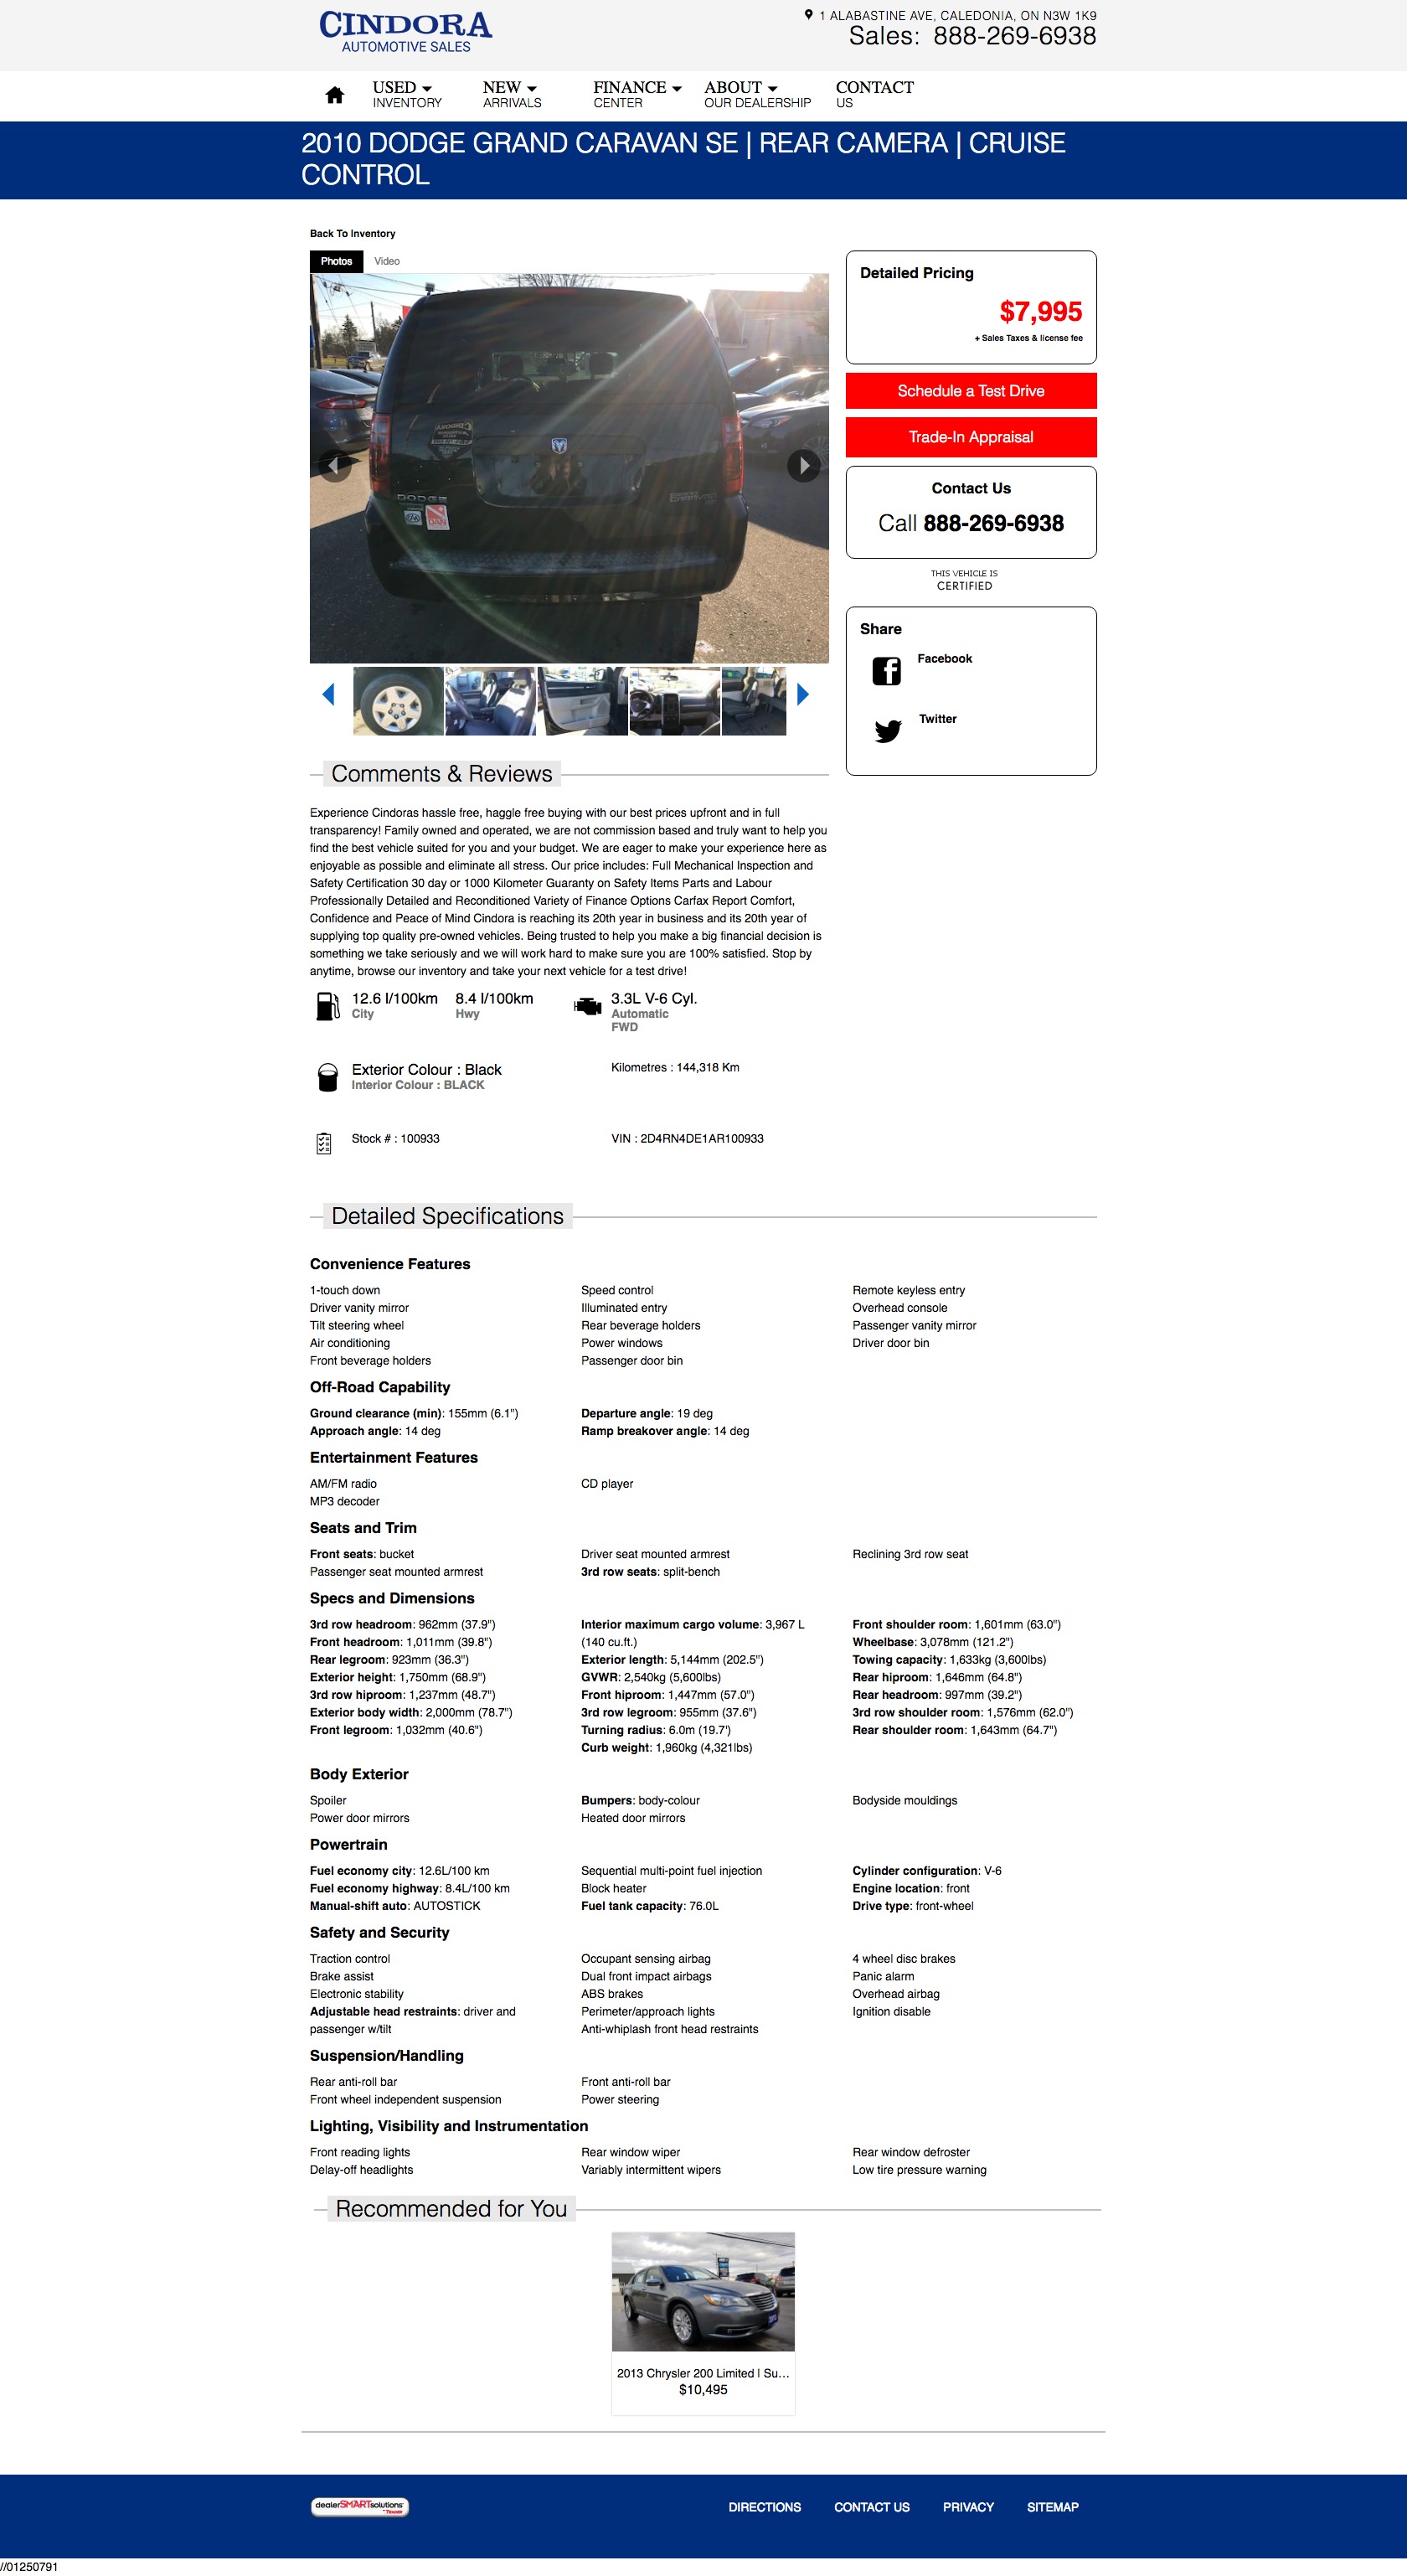 CINDORA
AUTOMOTIVE SALES
1 ALABASTINE AVE, CALEDONIA, ON N3W 1K9
Sales: 888-269-6938
USED
INVENTORY
NEW
ARRIVALS
FINANCE
CENTER
ABOUT
OUR DEALERSHIP
CONTACT
US
2010 DODGE GRAND CARAVAN SE | REAR CAMERA | CRUISE
CONTROL
Back To Inventory
Photos Video
DODGE
DAN
Detailed Pricing
$7,995
+ Sales Taxes & license fee
Schedule a Test Drive
Trade-In Appraisal
Contact Us
Call 888-269-6938
THIS VEHICLE IS
CERTIFIED
Share
Facebook
Twitter
Comments & Reviews
Experience Cindoras hassle free, haggle free buying with our best prices upfront and in full
transparency! Family owned and operated, we are not commission based and truly want to help you
find the best vehicle suited for you and your budget. We are eager to make your experience here as
enjoyable as possible and eliminate all stress. Our price includes: Full Mechanical Inspection and
Safety Certification 30 day or 1000 Kilometer Guaranty on Safety Items Parts and Labour
Professionally Detailed and Reconditioned Variety of Finance Options Carfax Report Comfort,
Confidence and Peace of Mind Cindora is reaching its 20th year in business and its 20th year of
supplying top quality pre-owned vehicles. Being trusted to help you make a big financial decision is
something we take seriously and we will work hard to make sure you are 100% satisfied. Stop by
anytime, browse our inventory and take your next vehicle for a test drive!
12.6 l/100km 8.4 l/100km 3.3L V-6 Cyl.
City Hwy Automatic
FWD
Exterior Colour : Black Kilometres : 144,318 Km
Interior Colour : BLACK
Stock # : 100933 VIN : 2D4RN4DE1AR100933
Detailed Specifications
Convenience Features
1-touch down Speed control Remote keyless entry
Driver vanity mirror Illuminated entry Overhead console
Tilt steering wheel Rear beverage holders Passenger vanity mirror
Air conditioning Power windows Driver door bin
Front beverage holders Passenger door bin
Off-Road Capability
Ground clearance (min): 155mm (6.1") Departure angle: 19 deg
Approach angle: 14 deg Ramp breakover angle: 14 deg
Entertainment Features
AM/FM radio CD player
MP3 decoder
Seats and Trim
Front seats: bucket Driver seat mounted armrest Reclining 3rd row seat
Passenger seat mounted armrest 3rd row seats: split-bench
Specs and Dimensions
3rd row headroom: 962mm (37.9") Interior maximum cargo volume: 3,967 L Front shoulder room: 1,601mm (63.0")
Front headroom: 1,011mm (39.8") (140 cu.ft.) Wheelbase: 3,078mm (121.2")
Rear legroom: 923mm (36.3") Exterior length: 5,144mm (202.5") Towing capacity: 1,633kg (3,600lbs)
Exterior height: 1,750mm (68.9") GVWR: 2,540kg (5,600lbs) Rear hiproom: 1,646mm (64.8")
3rd row hiproom: 1,237mm (48.7") Front hiproom: 1,447mm (57.0") Rear headroom: 997mm (39.2")
Exterior body width: 2,000mm (78.7") 3rd row legroom: 955mm (37.6") 3rd row shoulder room: 1,576mm (62.0")
Front legroom: 1,032mm (40.6") Turning radius: 6.0m (19.7') Rear shoulder room: 1,643mm (64.7")
Curb weight: 1,960kg (4,321lbs)
Body Exterior
Spoiler Bumpers: body-colour Bodyside mouldings
Power door mirrors Heated door mirrors
Powertrain
Fuel economy city: 12.6L/100 km Sequential multi-point fuel injection Cylinder configuration: V-6
Fuel economy highway: 8.4L/100 km Block heater Engine location: front
Manual-shift auto: AUTOSTICK Fuel tank capacity: 76.0L Drive type: front-wheel
Safety and Security
Traction control Occupant sensing airbag 4 wheel disc brakes
Brake assist Dual front impact airbags Panic alarm
Electronic stability ABS brakes Overhead airbag
Adjustable head restraints: driver and Perimeter/approach lights Ignition disable
passenger w/tilt Anti-whiplash front head restraints
Suspension/Handling
Rear anti-roll bar Front anti-roll bar
Front wheel independent suspension Power steering
Lighting, Visibility and Instrumentation
Front reading lights Rear window wiper Rear window defroster
Delay-off headlights Variably intermittent wipers Low tire pressure warning
Recommended for You
2013 Chrysler 200 Limited | Su...
$10,495
dealerSMARTsolutions
DIRECTIONS CONTACT US PRIVACY SITEMAP
//01250791